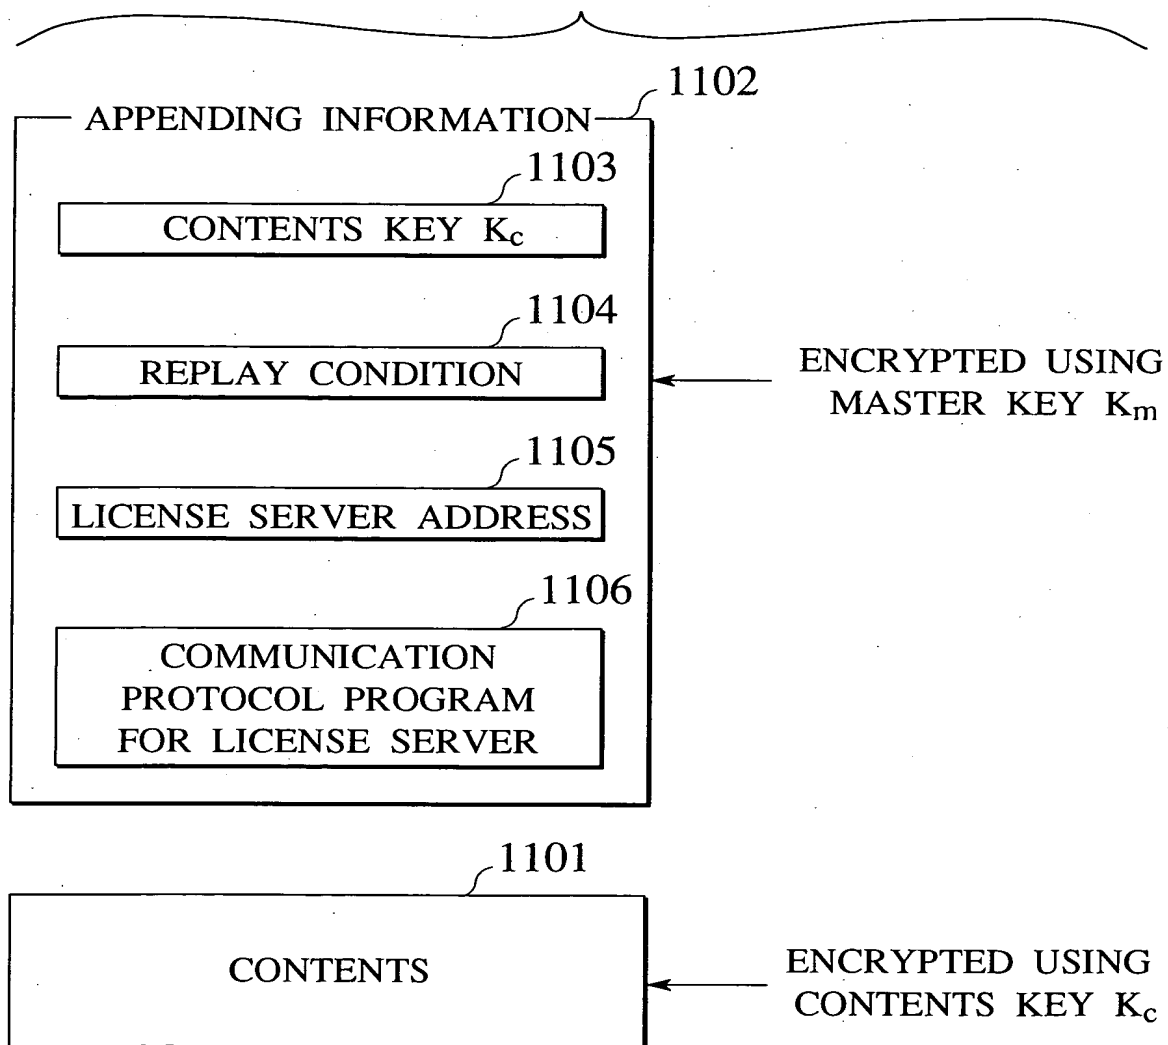 1102
APPENDING INFORMATION
1103
CONTENTS KEY Kc
1104
REPLAY CONDITION
ENCRYPTED USING
MASTER KEY Km
1105
LICENSE SERVER ADDRESS
1106
COMMUNICATION
PROTOCOL PROGRAM
FOR LICENSE SERVER
1101
CONTENTS
ENCRYPTED USING
CONTENTS KEY Kc